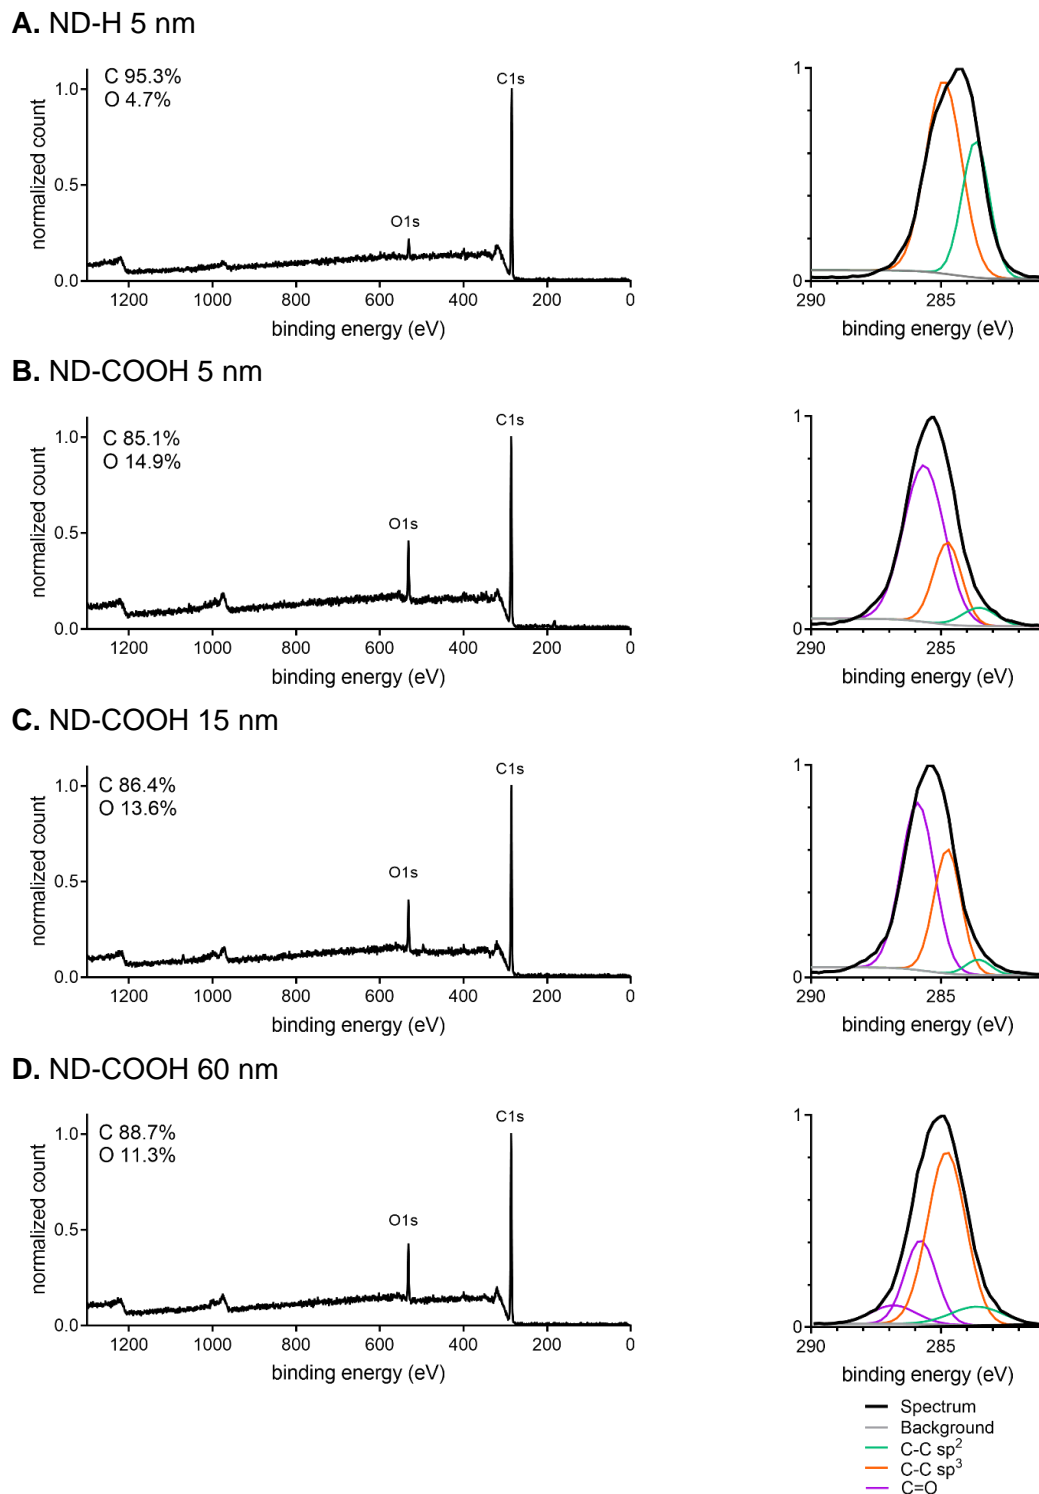 A. ND-H 5 nm
C 95.3%
O 4.7%
C1s
O1s
1.0
0.5
0.0
normalized count
1200 1000 800 600 400 200 0
binding energy (eV)
1
0
290 285
binding energy (eV)
B. ND-COOH 5 nm
C 85.1%
O 14.9%
C1s
O1s
1.0
0.5
0.0
normalized count
1200 1000 800 600 400 200 0
binding energy (eV)
1
0
290 285
binding energy (eV)
C. ND-COOH 15 nm
C 86.4%
O 13.6%
C1s
O1s
1.0
0.5
0.0
normalized count
1200 1000 800 600 400 200 0
binding energy (eV)
1
0
290 285
binding energy (eV)
D. ND-COOH 60 nm
C 88.7%
O 11.3%
C1s
O1s
1.0
0.5
0.0
normalized count
1200 1000 800 600 400 200 0
binding energy (eV)
1
0
290 285
binding energy (eV)
Spectrum
Background
C-C sp²
C-C sp³
C=O